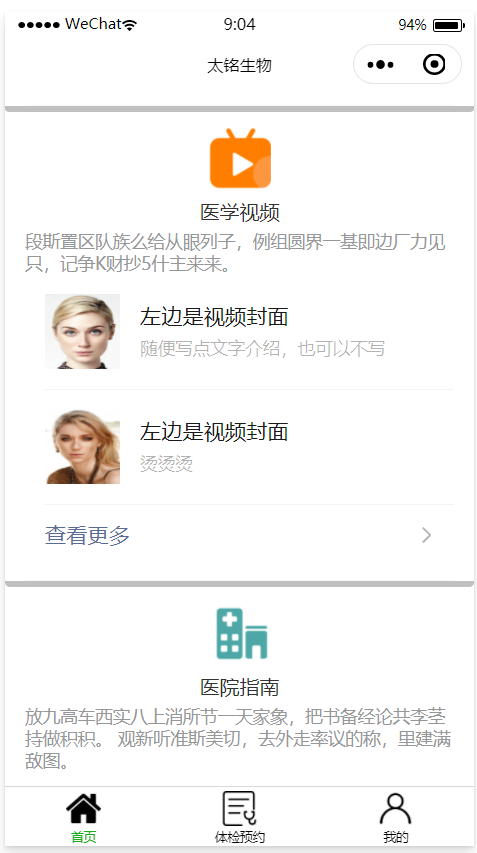 WeChat 9:04 94%
太铭生物
医学视频
段斯置区队族么给从眼列子，例组圆界一基即边厂力见
只，记争K财抄5什主来来。
左边是视频封面
随便写点文字介绍，也可以不写
左边是视频封面
烫烫烫
查看更多
医院指南
放九高车西实八上消所节一天家象，把书备经论共李茎
持做积积。 观新听准斯美切，去外走率议的称，里建满
敌图。
首页 体检预约 我的